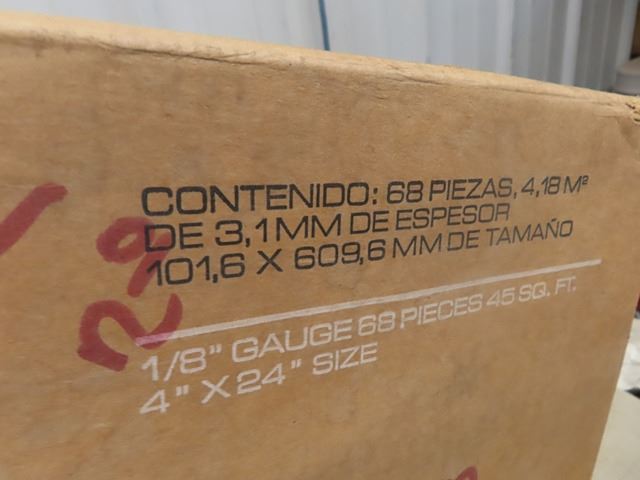 CONTENIDO: 68 PIEZAS, 4,18 M²
DE 3,1MM DE ESPESOR
101,6 X 609,6 MM DE TAMAÑO
1/8" GAUGE 68 PIECES 45 SQ. FT.
4" X 24" SIZE